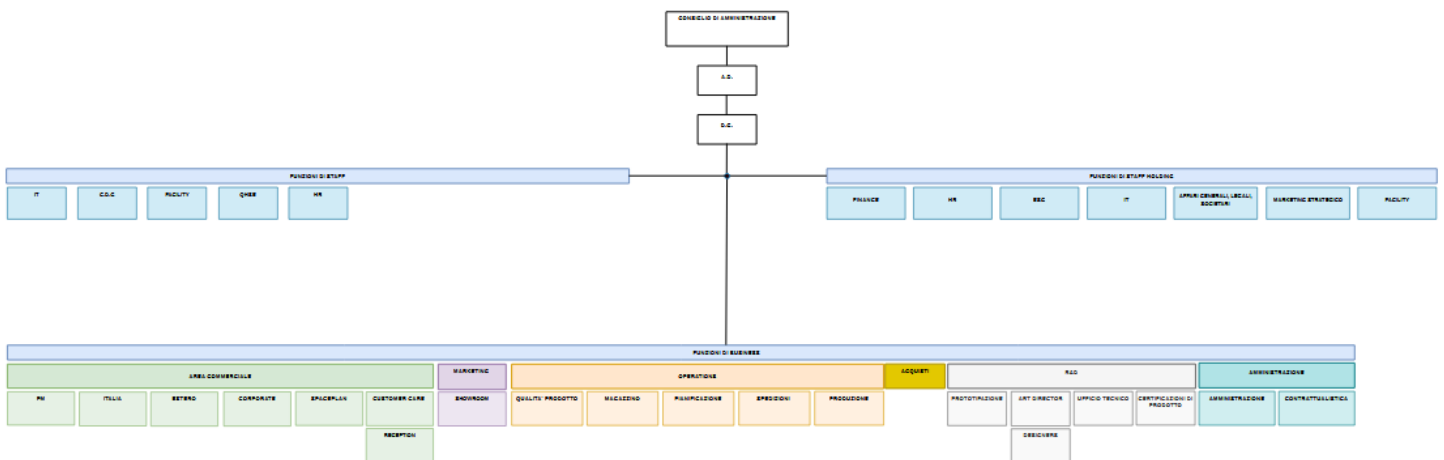 CONSIGLIO DI AMMINISTRAZIONE
A.D.
D.G.
FUNZIONI DI STAFF
FUNZIONI DI STAFF HOLDING
IT
C.D.G
FACILITY
QHSE
HR
FINANCE
HR
ESG
IT
AFFARI GENERALI, LEGALI,
SOCIETARI
MARKETING STRATEGICO
FACILITY
FUNZIONI DI BUSINESS
AREA COMMERCIALE
MARKETING
OPERATIONS
ACQUISTI
R&D
AMMINISTRAZIONE
PM
ITALIA
ESTERO
CORPORATE
SPACEPLAN
CUSTOMER CARE
SHOWROOM
QUALITA' PRODOTTO
MAGAZZINO
PIANIFICAZIONE
SPEDIZIONI
PRODUZIONE
PROTOTIPAZIONE
ART DIRECTOR
UFFICIO TECNICO
CERTIFICAZIONI DI
PRODOTTO
AMMINISTRAZIONE
CONTRATTUALISTICA
RECEPTION
DESIGNERS